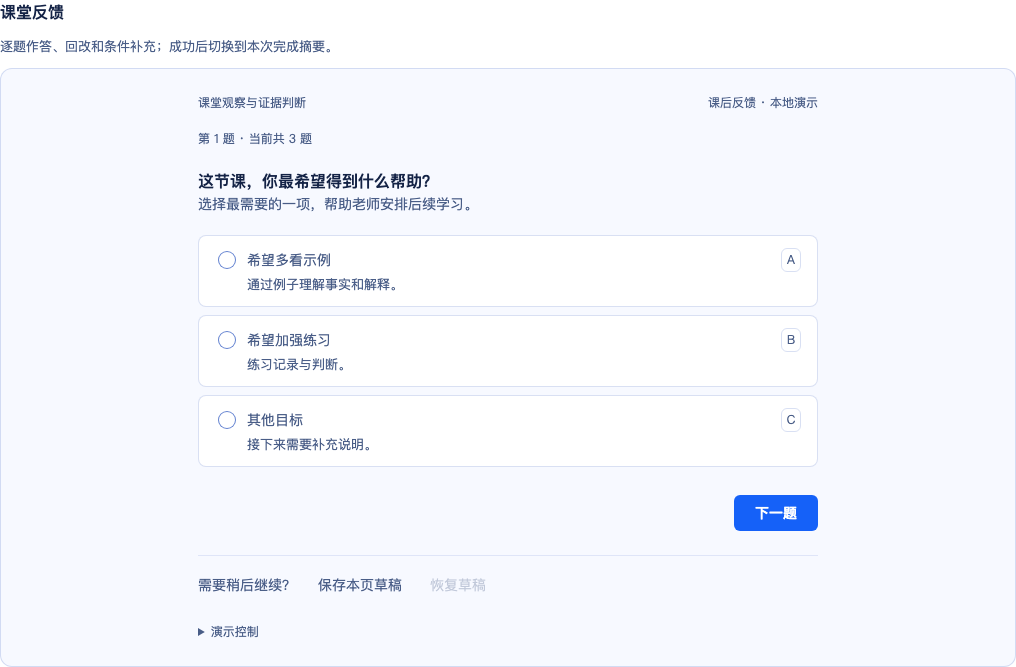 课堂反馈
逐题作答、回改和条件补充；成功后切换到本次完成摘要。
课堂观察与证据判断 课后反馈 · 本地演示
第 1 题 · 当前共 3 题
这节课，你最希望得到什么帮助?
选择最需要的一项，帮助老师安排后续学习。
希望多看示例 A
通过例子理解事实和解释。
希望加强练习 B
练习记录与判断。
其他目标 C
接下来需要补充说明。
下一题
需要稍后继续? 保存本页草稿 恢复草稿
▶ 演示控制